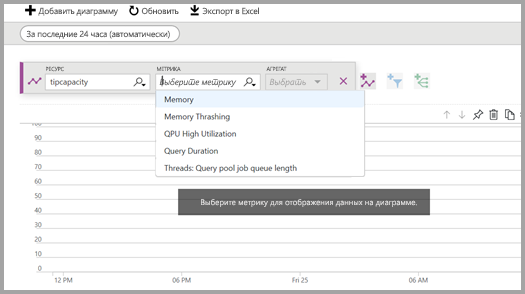 Добавить диаграмму Обновить Экспорт в Excel
За последние 24 часа (автоматически)
РЕСУРС МЕТРИКА АГРЕГАТ
tipcapacity Выберите метрику Выбрать
Memory
Memory Thrashing
QPU High Utilization
Query Duration
Threads: Query pool job queue length
100
90
80
70
60
50
40
30
20
10
0
Выберите метрику для отображения данных на диаграмме.
12 PM 06 PM Fri 25 06 AM